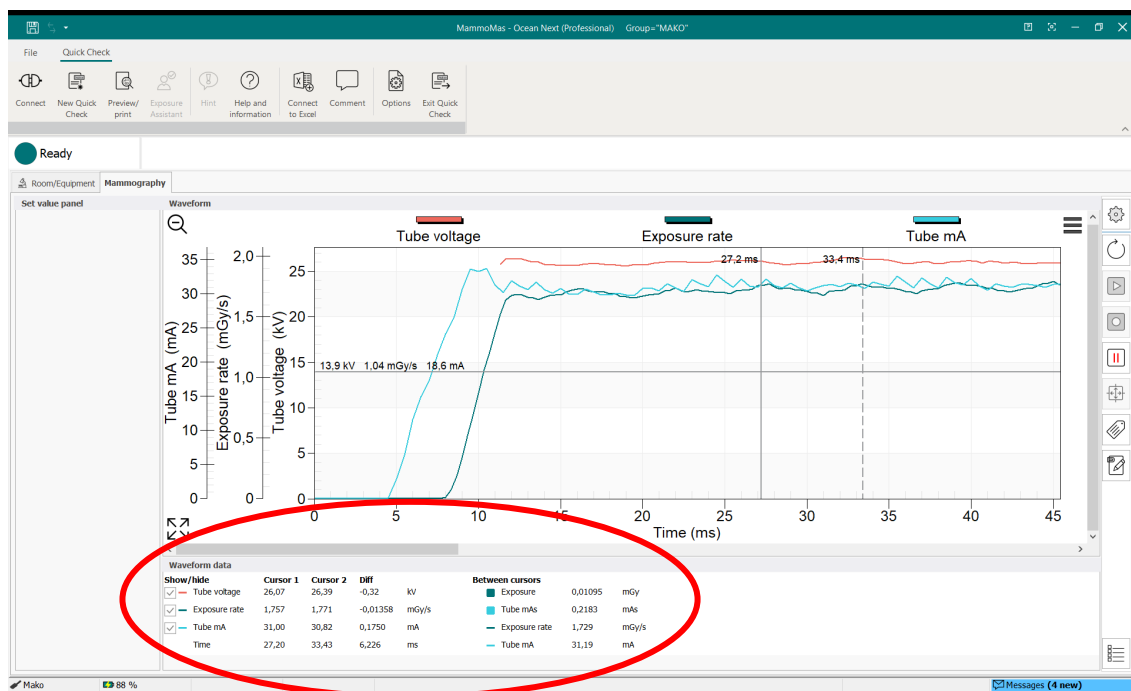 MammoMas - Ocean Next (Professional) Group="MAKO"
File Quick Check
Connect New Quick Check Preview/ print Exposure Assistant Hint Help and information Connect to Excel Comment Options Exit Quick Check
Ready
Room/Equipment Mammography
Set value panel Waveform
Tube voltage Exposure rate Tube mA
27,2 ms 33,4 ms
13,9 kV 1,04 mGy/s 18,6 mA
Tube mA (mA)
35
30
25
20
15
10
5
0
Exposure rate (mGy/s)
2,0
1,5
1,0
0,5
0
Tube voltage (kV)
25
20
15
10
5
0
0 5 10 15 20 25 30 35 40 45
Time (ms)
Waveform data
Show/hide Cursor 1 Cursor 2 Diff Between cursors
Tube voltage 26,07 26,39 -0,32 kV Exposure 0,01095 mGy
Exposure rate 1,757 1,771 -0,01358 mGy/s Tube mAs 0,2183 mAs
Tube mA 31,00 30,82 0,1750 mA Exposure rate 1,729 mGy/s
Time 27,20 33,43 6,226 ms Tube mA 31,19 mA
Mako 88 % Messages (4 new)